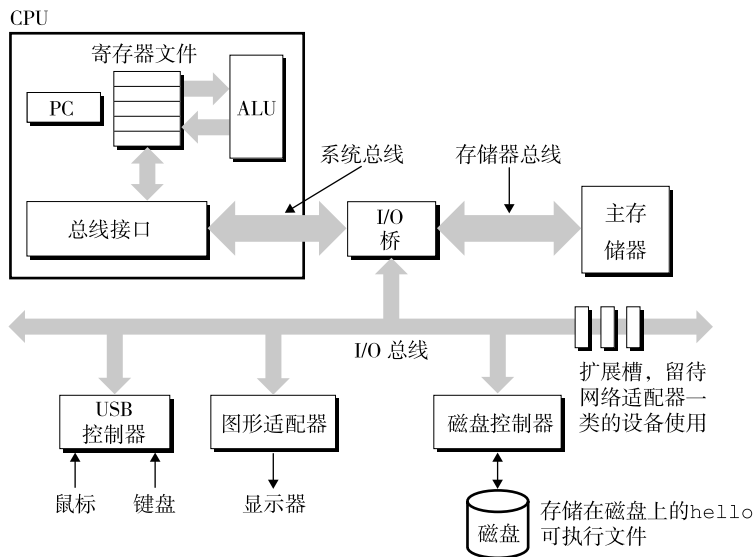 CPU
寄存器文件
PC
ALU
系统总线
存储器总线
总线接口
I/O
桥
主存
储器
I/O 总线
扩展槽，留待
网络适配器一
类的设备使用
USB
控制器
图形适配器
磁盘控制器
鼠标
键盘
显示器
磁盘
存储在磁盘上的hello
可执行文件